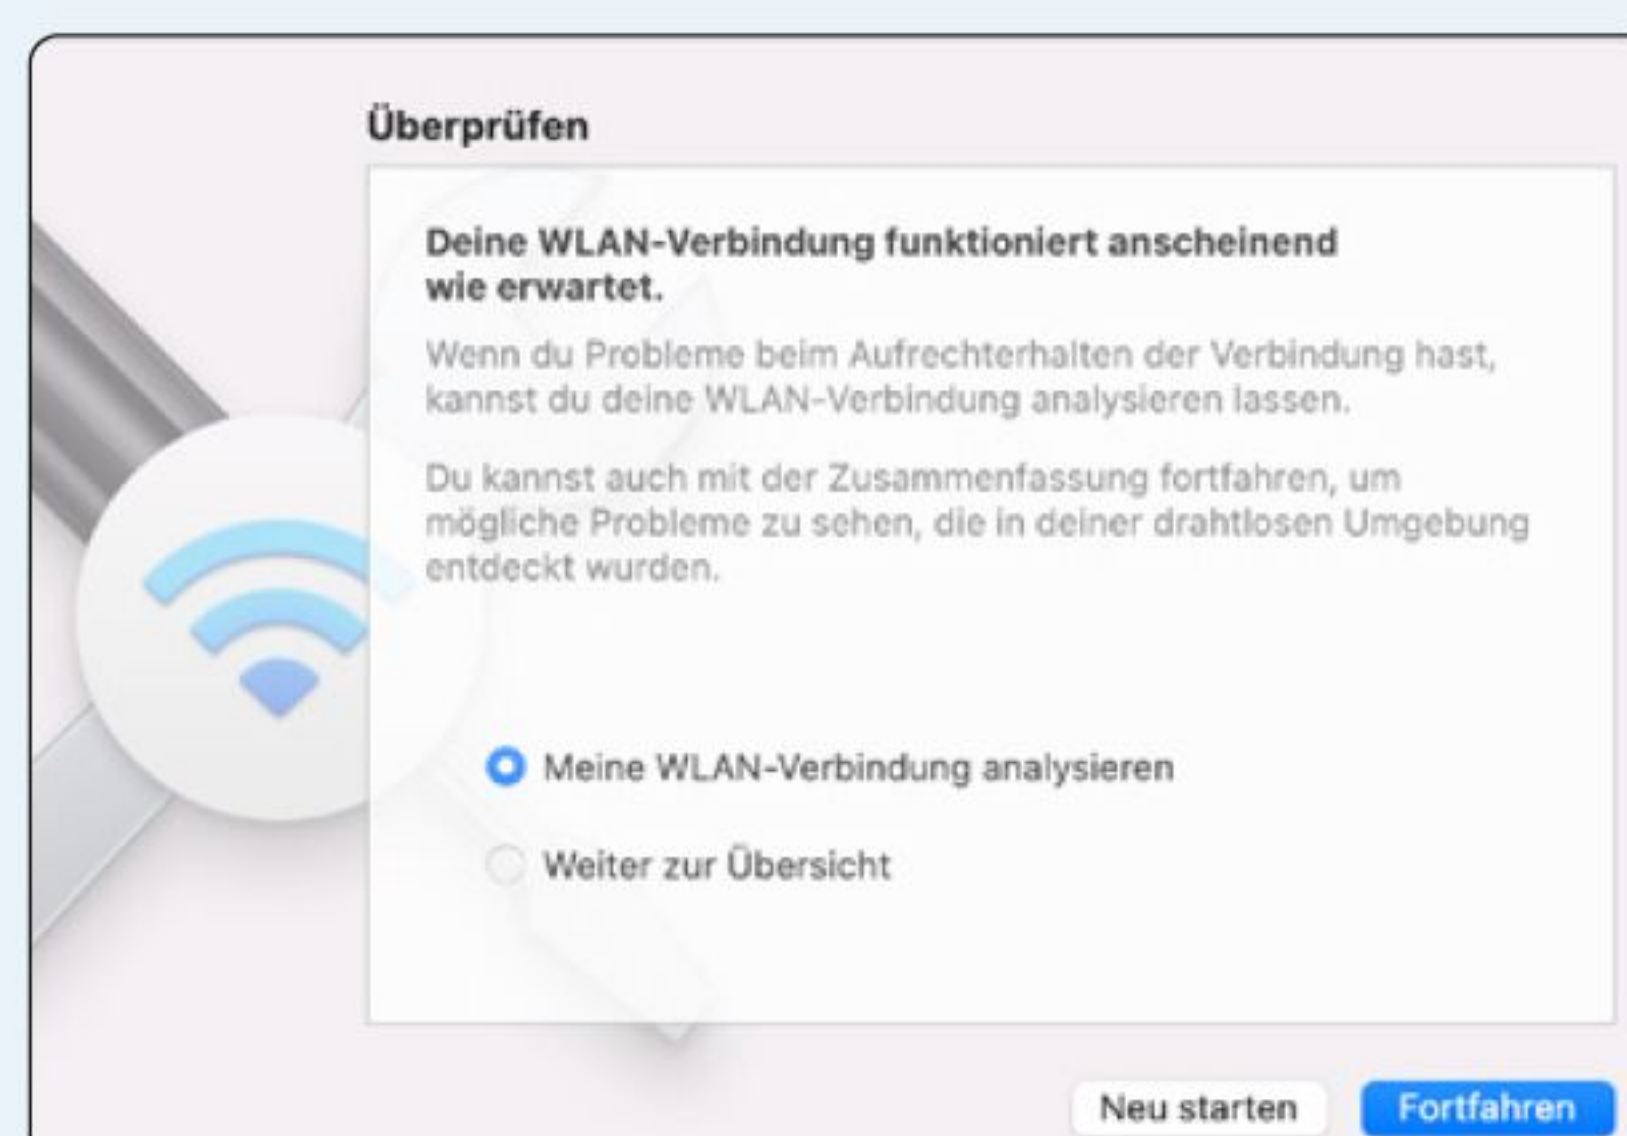 Überprüfen
Deine WLAN-Verbindung funktioniert anscheinend
wie erwartet.
Wenn du Probleme beim Aufrechterhalten der Verbindung hast,
kannst du deine WLAN-Verbindung analysieren lassen.
Du kannst auch mit der Zusammenfassung fortfahren, um
mögliche Probleme zu sehen, die in deiner drahtlosen Umgebung
entdeckt wurden.
Meine WLAN-Verbindung analysieren
Weiter zur Übersicht
Neu starten Fortfahren